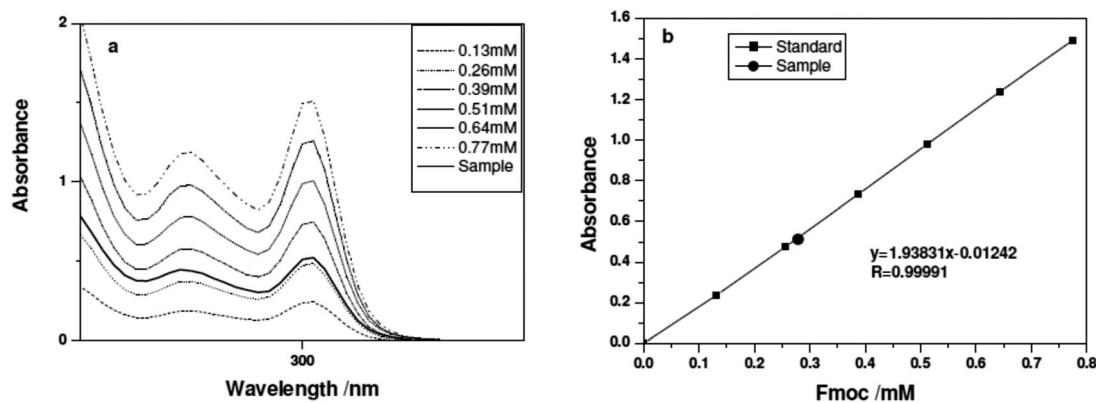 a
2
1
0
Absorbance
300
Wavelength /nm
0.13mM
0.26mM
0.39mM
0.51mM
0.64mM
0.77mM
Sample
b
1.6
1.4
1.2
1.0
0.8
0.6
0.4
0.2
0.0
Absorbance
Standard
Sample
y=1.93831x-0.01242
R=0.99991
0.0 0.1 0.2 0.3 0.4 0.5 0.6 0.7 0.8
Fmoc /mM